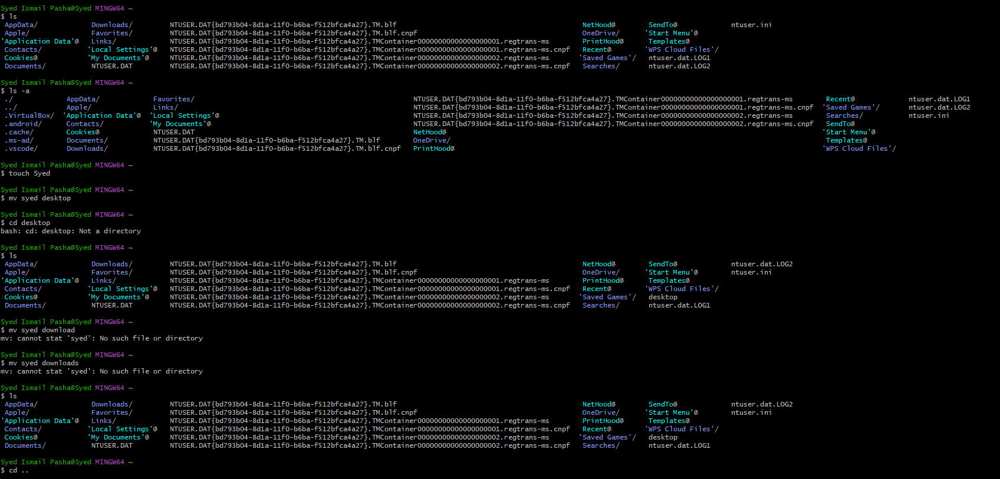 Syed Ismail Pasha@Syed MINGW64 ~
$ ls
 AppData/             Downloads/         NTUSER.DAT{bd793b04-8d1a-11f0-b6ba-f512bfca4a27}.TM.blf                                             NetHood@        SendTo@             ntuser.ini
 Apple/               Favorites/         NTUSER.DAT{bd793b04-8d1a-11f0-b6ba-f512bfca4a27}.TM.blf.cnpf                                        OneDrive/      'Start Menu'@
'Application Data'@   Links/             NTUSER.DAT{bd793b04-8d1a-11f0-b6ba-f512bfca4a27}.TMContainer00000000000000000001.regtrans-ms        PrintHood@      Templates@
 Contacts/           'Local Settings'@   NTUSER.DAT{bd793b04-8d1a-11f0-b6ba-f512bfca4a27}.TMContainer00000000000000000001.regtrans-ms.cnpf   Recent@        'WPS Cloud Files'/
 Cookies@            'My Documents'@     NTUSER.DAT{bd793b04-8d1a-11f0-b6ba-f512bfca4a27}.TMContainer00000000000000000002.regtrans-ms       'Saved Games'/   ntuser.dat.LOG1
 Documents/           NTUSER.DAT         NTUSER.DAT{bd793b04-8d1a-11f0-b6ba-f512bfca4a27}.TMContainer00000000000000000002.regtrans-ms.cnpf   Searches/       ntuser.dat.LOG2
Syed Ismail Pasha@Syed MINGW64 ~
$ ls -a
 ./             AppData/             Favorites/                                                     NTUSER.DAT{bd793b04-8d1a-11f0-b6ba-f512bfca4a27}.TMContainer00000000000000000001.regtrans-ms        Recent@             ntuser.dat.LOG1
 ../            Apple/               Links/                                                         NTUSER.DAT{bd793b04-8d1a-11f0-b6ba-f512bfca4a27}.TMContainer00000000000000000001.regtrans-ms.cnpf  'Saved Games'/       ntuser.dat.LOG2
 .VirtualBox/  'Application Data'@  'Local Settings'@                                               NTUSER.DAT{bd793b04-8d1a-11f0-b6ba-f512bfca4a27}.TMContainer00000000000000000002.regtrans-ms        Searches/           ntuser.ini
 .android/      Contacts/           'My Documents'@                                                 NTUSER.DAT{bd793b04-8d1a-11f0-b6ba-f512bfca4a27}.TMContainer00000000000000000002.regtrans-ms.cnpf   SendTo@
 .cache/        Cookies@             NTUSER.DAT                                                     NetHood@                                                                                           'Start Menu'@
 .ms-ad/        Documents/           NTUSER.DAT{bd793b04-8d1a-11f0-b6ba-f512bfca4a27}.TM.blf        OneDrive/                                                                                           Templates@
 .vscode/       Downloads/           NTUSER.DAT{bd793b04-8d1a-11f0-b6ba-f512bfca4a27}.TM.blf.cnpf   PrintHood@                                                                                         'WPS Cloud Files'/
Syed Ismail Pasha@Syed MINGW64 ~
$ touch Syed
Syed Ismail Pasha@Syed MINGW64 ~
$ mv syed desktop
Syed Ismail Pasha@Syed MINGW64 ~
$ cd desktop
bash: cd: desktop: Not a directory
Syed Ismail Pasha@Syed MINGW64 ~
$ ls
 AppData/             Downloads/         NTUSER.DAT{bd793b04-8d1a-11f0-b6ba-f512bfca4a27}.TM.blf                                             NetHood@        SendTo@             ntuser.dat.LOG2
 Apple/               Favorites/         NTUSER.DAT{bd793b04-8d1a-11f0-b6ba-f512bfca4a27}.TM.blf.cnpf                                        OneDrive/      'Start Menu'@        ntuser.ini
'Application Data'@   Links/             NTUSER.DAT{bd793b04-8d1a-11f0-b6ba-f512bfca4a27}.TMContainer00000000000000000001.regtrans-ms        PrintHood@      Templates@
 Contacts/           'Local Settings'@   NTUSER.DAT{bd793b04-8d1a-11f0-b6ba-f512bfca4a27}.TMContainer00000000000000000001.regtrans-ms.cnpf   Recent@        'WPS Cloud Files'/
 Cookies@            'My Documents'@     NTUSER.DAT{bd793b04-8d1a-11f0-b6ba-f512bfca4a27}.TMContainer00000000000000000002.regtrans-ms       'Saved Games'/   desktop
 Documents/           NTUSER.DAT         NTUSER.DAT{bd793b04-8d1a-11f0-b6ba-f512bfca4a27}.TMContainer00000000000000000002.regtrans-ms.cnpf   Searches/       ntuser.dat.LOG1
Syed Ismail Pasha@Syed MINGW64 ~
$ mv syed download
mv: cannot stat 'syed': No such file or directory
Syed Ismail Pasha@Syed MINGW64 ~
$ mv syed downloads
mv: cannot stat 'syed': No such file or directory
Syed Ismail Pasha@Syed MINGW64 ~
$ ls
 AppData/             Downloads/         NTUSER.DAT{bd793b04-8d1a-11f0-b6ba-f512bfca4a27}.TM.blf                                             NetHood@        SendTo@             ntuser.dat.LOG2
 Apple/               Favorites/         NTUSER.DAT{bd793b04-8d1a-11f0-b6ba-f512bfca4a27}.TM.blf.cnpf                                        OneDrive/      'Start Menu'@        ntuser.ini
'Application Data'@   Links/             NTUSER.DAT{bd793b04-8d1a-11f0-b6ba-f512bfca4a27}.TMContainer00000000000000000001.regtrans-ms        PrintHood@      Templates@
 Contacts/           'Local Settings'@   NTUSER.DAT{bd793b04-8d1a-11f0-b6ba-f512bfca4a27}.TMContainer00000000000000000001.regtrans-ms.cnpf   Recent@        'WPS Cloud Files'/
 Cookies@            'My Documents'@     NTUSER.DAT{bd793b04-8d1a-11f0-b6ba-f512bfca4a27}.TMContainer00000000000000000002.regtrans-ms       'Saved Games'/   desktop
 Documents/           NTUSER.DAT         NTUSER.DAT{bd793b04-8d1a-11f0-b6ba-f512bfca4a27}.TMContainer00000000000000000002.regtrans-ms.cnpf   Searches/       ntuser.dat.LOG1
Syed Ismail Pasha@Syed MINGW64 ~
$ cd ..